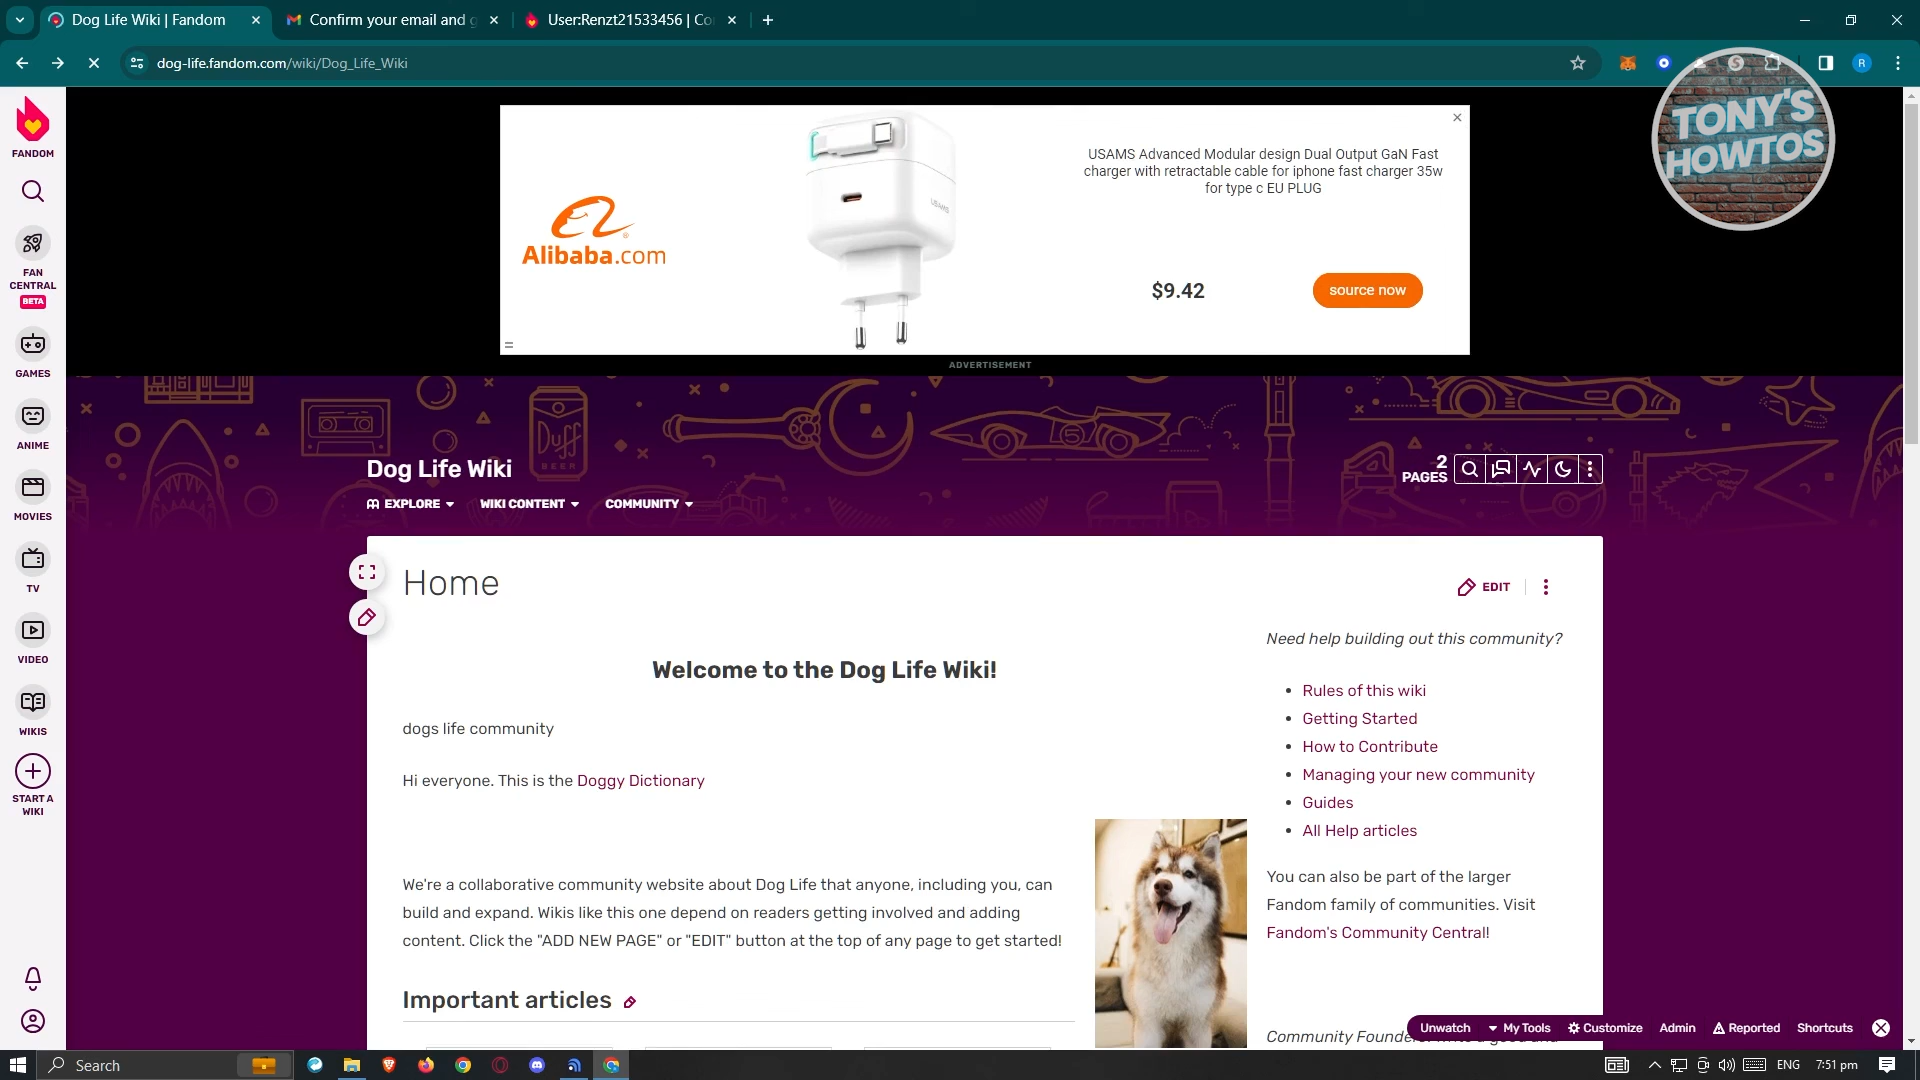 Dog Life Wiki | Fandom
Confirm your email and g
User:Renzt21533456 | Co
dog-life.fandom.com/wiki/Dog_Life_Wiki
R
TONY'S
HOWTOS
FANDOM
FAN
CENTRAL
BETA
GAMES
ANIME
MOVIES
TV
VIDEO
WIKIS
START A
WIKI
Alibaba.com
USAMS
USAMS Advanced Modular design Dual Output GaN Fast
charger with retractable cable for iphone fast charger 35w
for type c EU PLUG
$9.42
source now
ADVERTISEMENT
Duff
BEER
5
Dog Life Wiki
2
PAGES
EXPLORE
WIKI CONTENT
COMMUNITY
Home
EDIT
Welcome to the Dog Life Wiki!
dogs life community
Hi everyone. This is the Doggy Dictionary
We're a collaborative community website about Dog Life that anyone, including you, can
build and expand. Wikis like this one depend on readers getting involved and adding
content. Click the "ADD NEW PAGE" or "EDIT" button at the top of any page to get started!
Important articles
Need help building out this community?
• Rules of this wiki
• Getting Started
• How to Contribute
• Managing your new community
• Guides
• All Help articles
You can also be part of the larger
Fandom family of communities. Visit
Fandom's Community Central!
Community Founder
Unwatch
My Tools
Customize
Admin
Reported
Shortcuts
Search
ENG
7:51 pm